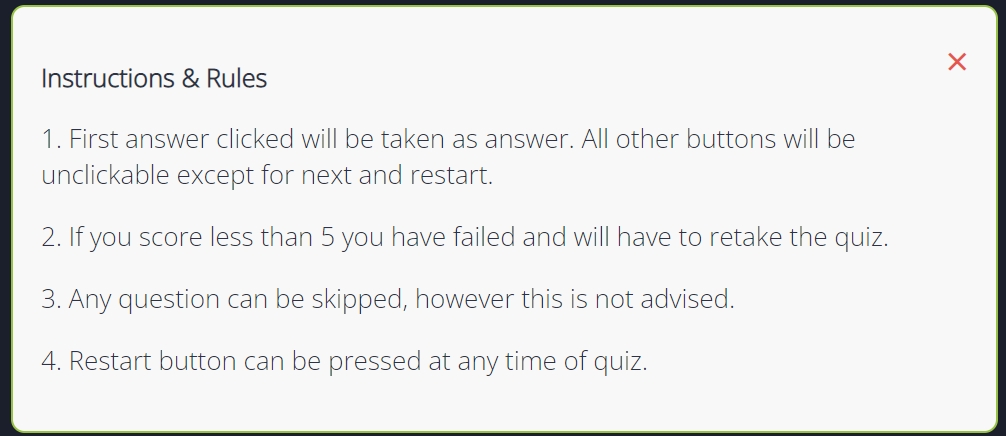 Instructions & Rules
1. First answer clicked will be taken as answer. All other buttons will be
unclickable except for next and restart.
2. If you score less than 5 you have failed and will have to retake the quiz.
3. Any question can be skipped, however this is not advised.
4. Restart button can be pressed at any time of quiz.